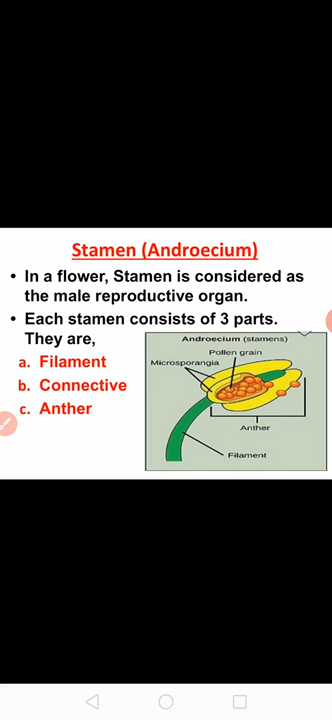 Stamen (Androecium)
• In a flower, Stamen is considered as
the male reproductive organ.
• Each stamen consists of 3 parts.
They are,
a. Filament
b. Connective
c. Anther
Androecium (stamens)
Pollen grain
Microsporangia
Anther
Filament